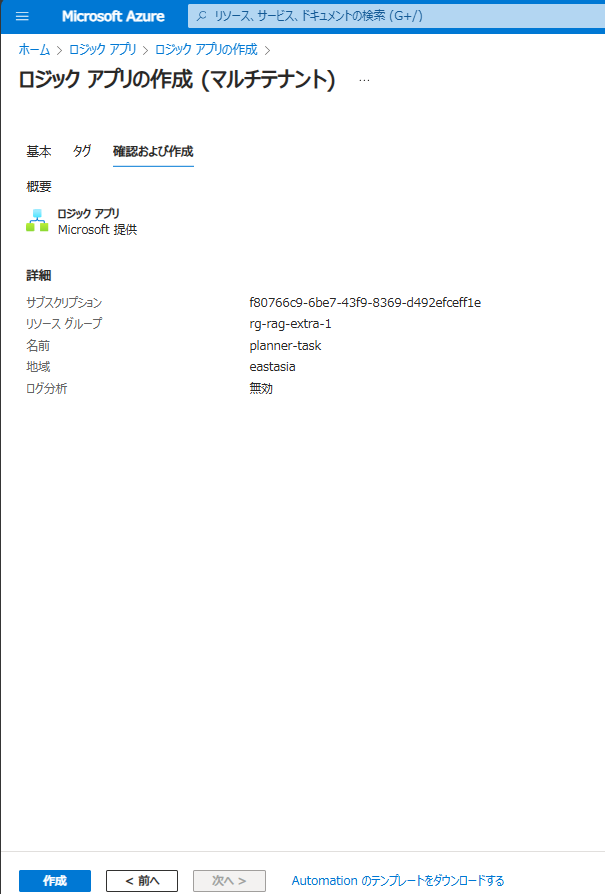 Microsoft Azure
リソース、サービス、ドキュメントの検索 (G+/)
ホーム > ロジック アプリ > ロジック アプリの作成 >
ロジック アプリの作成 (マルチテナント) ...
基本 タグ 確認および作成
概要
ロジック アプリ
Microsoft 提供
詳細
サブスクリプション f80766c9-6be7-43f9-8369-d492efceff1e
リソース グループ rg-rag-extra-1
名前 planner-task
地域 eastasia
ログ分析 無効
作成 < 前へ 次へ > Automation のテンプレートをダウンロードする